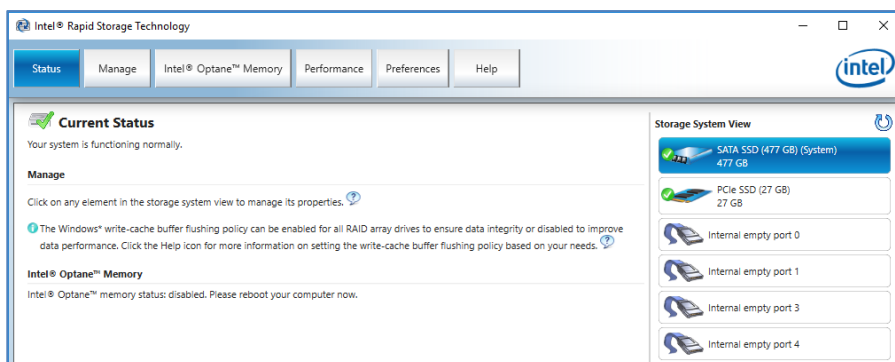 Intel® Rapid Storage Technology
Status
Manage
Intel® Optane™ Memory
Performance
Preferences
Help
intel
Current Status
Your system is functioning normally.
Manage
Click on any element in the storage system view to manage its properties.
The Windows* write-cache buffer flushing policy can be enabled for all RAID array drives to ensure data integrity or disabled to improve
data performance. Click the Help icon for more information on setting the write-cache buffer flushing policy based on your needs.
Intel® Optane™ Memory
Intel® Optane™ memory status: disabled. Please reboot your computer now.
Storage System View
SATA SSD (477 GB) (System)
477 GB
PCIe SSD (27 GB)
27 GB
Internal empty port 0
Internal empty port 1
Internal empty port 3
Internal empty port 4